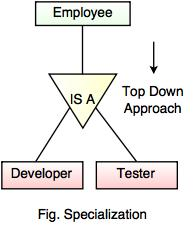 Employee
IS A
Top Down
Approach
Developer
Tester
Fig. Specialization